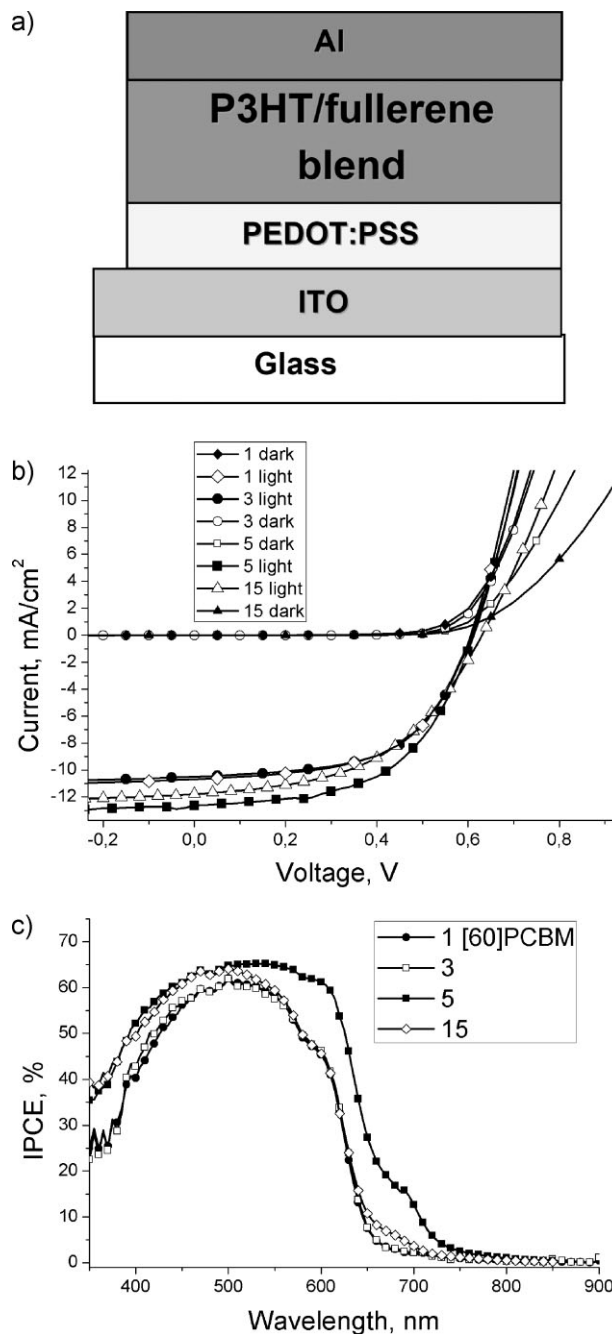 a)
Al
P3HT/fullerene
blend
PEDOT:PSS
ITO
Glass
b)
1 dark
1 light
3 light
3 dark
5 dark
5 light
15 light
15 dark
12
10
8
6
4
2
0
-2
-4
-6
-8
-10
-12
Current, mA/cm²
-0,2
0,0
0,2
0,4
0,6
0,8
Voltage, V
c)
1 [60]PCBM
3
5
15
70
65
60
50
40
30
20
10
0
IPCE, %
400
500
600
700
800
900
Wavelength, nm